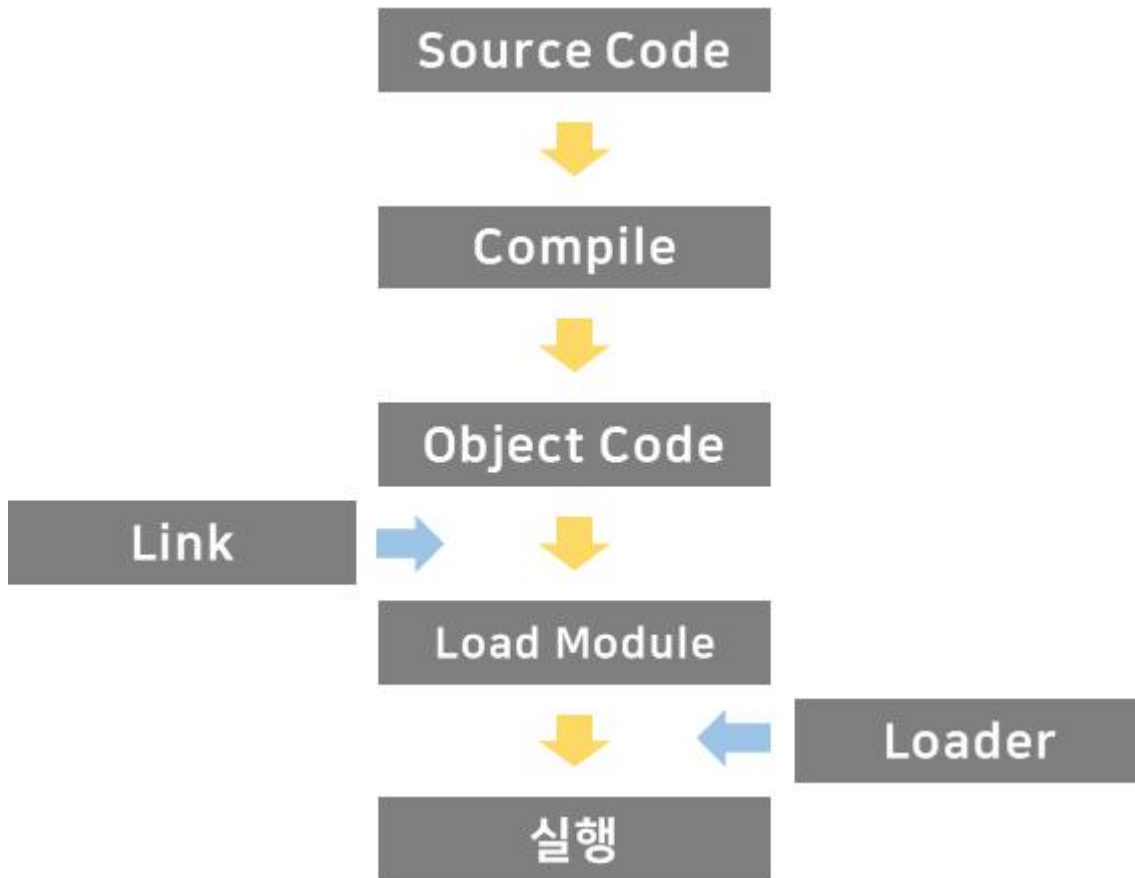 Source Code
Compile
Object Code
Link
Load Module
Loader
실행